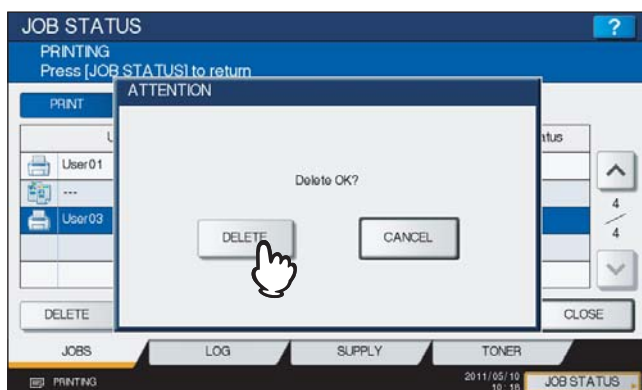 JOB STATUS
?
PRINTING
Press [JOB STATUS] to return
ATTENTION
PRINT
tus
User01
---
User03
Delete OK?
DELETE
CANCEL
4
4
DELETE
CLOSE
JOBS
LOG
SUPPLY
TONER
PRINTING
2011/05/10
10:16
JOB STATUS